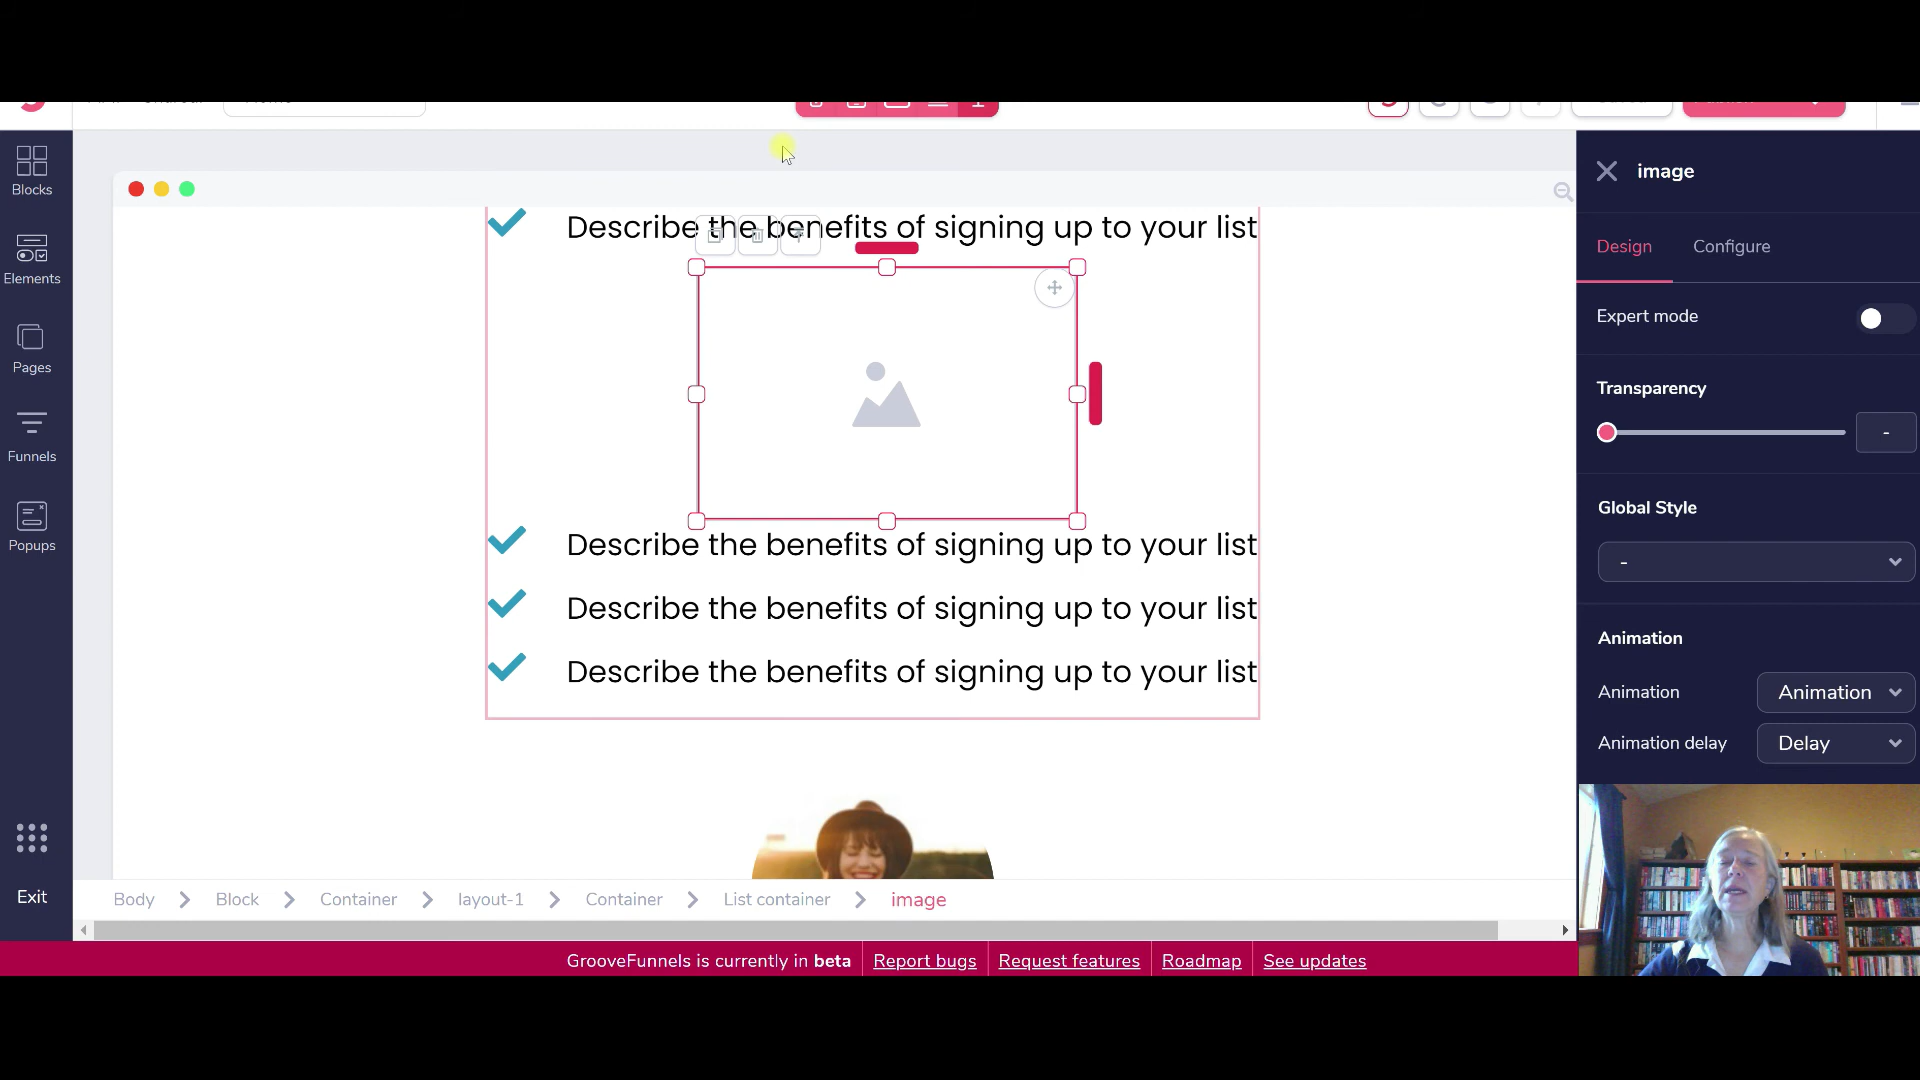 Blocks
Elements
Pages
Funnels
Popups
Exit
Describe the benefits of signing up to your list
Describe the benefits of signing up to your list
Describe the benefits of signing up to your list
Describe the benefits of signing up to your list
Body
Block
Container
layout-1
Container
List container
image
image
Design
Configure
Expert mode
Transparency
-
Global Style
-
Animation
Animation
Animation
Animation delay
Delay
GrooveFunnels is currently in beta
Report bugs
Request features
Roadmap
See updates